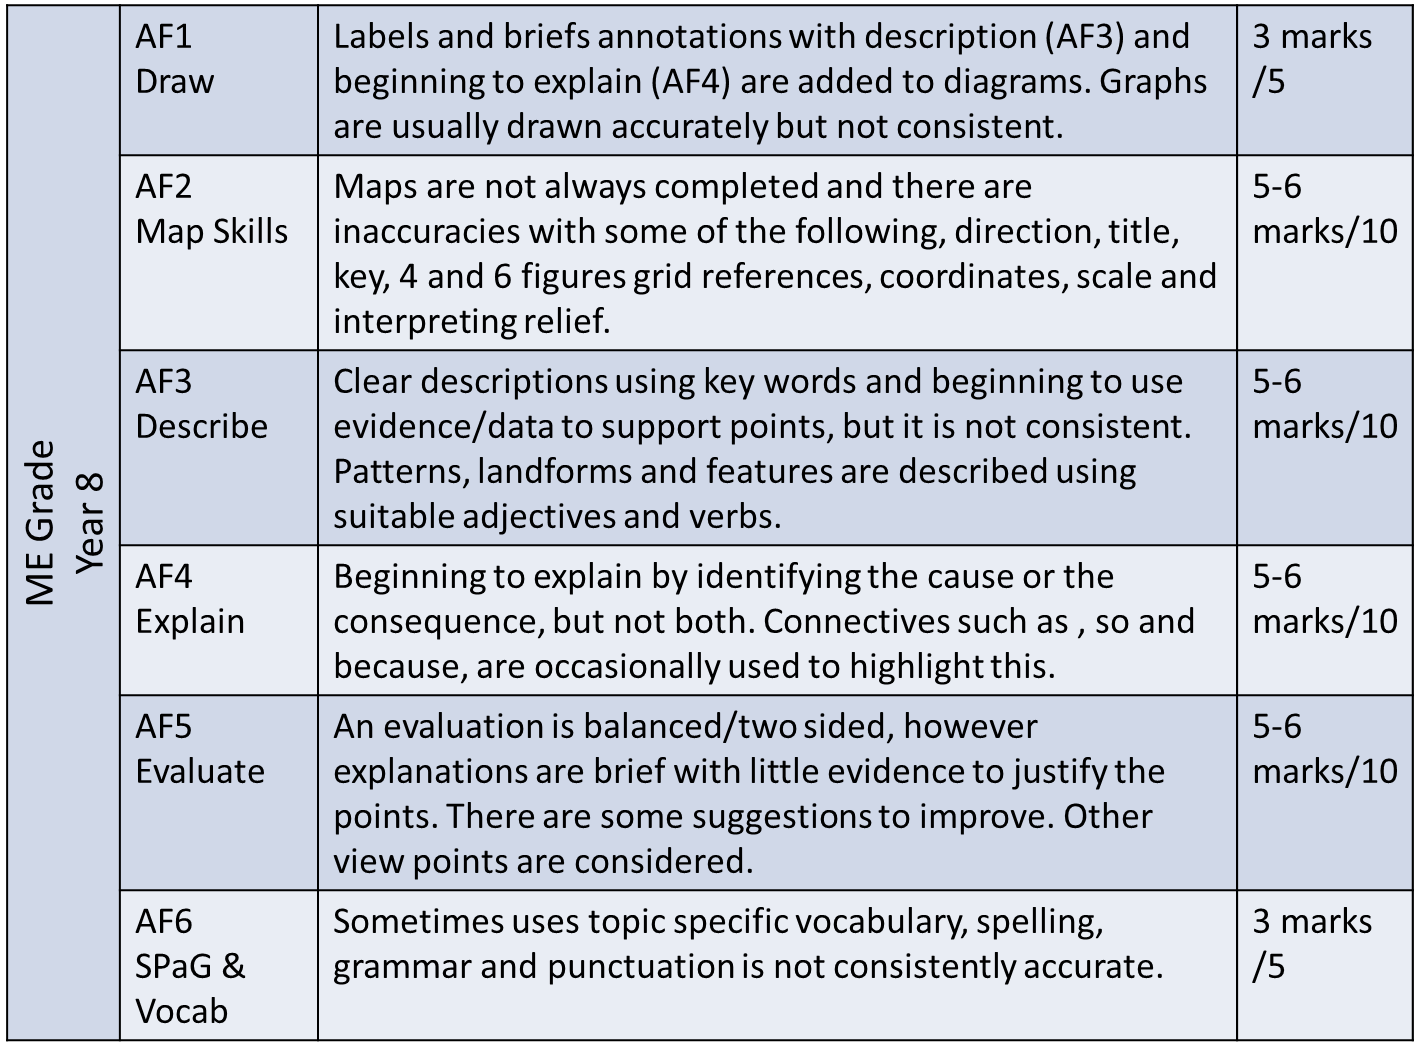 ME Grade
Year 8
AF1
Draw
Labels and briefs annotations with description (AF3) and
beginning to explain (AF4) are added to diagrams. Graphs
are usually drawn accurately but not consistent.
3 marks
/5
AF2
Map Skills
Maps are not always completed and there are
inaccuracies with some of the following, direction, title,
key, 4 and 6 figures grid references, coordinates, scale and
interpreting relief.
5-6
marks/10
AF3
Describe
Clear descriptions using key words and beginning to use
evidence/data to support points, but it is not consistent.
Patterns, landforms and features are described using
suitable adjectives and verbs.
5-6
marks/10
AF4
Explain
Beginning to explain by identifying the cause or the
consequence, but not both. Connectives such as , so and
because, are occasionally used to highlight this.
5-6
marks/10
AF5
Evaluate
An evaluation is balanced/two sided, however
explanations are brief with little evidence to justify the
points. There are some suggestions to improve. Other
view points are considered.
5-6
marks/10
AF6
SPaG &
Vocab
Sometimes uses topic specific vocabulary, spelling,
grammar and punctuation is not consistently accurate.
3 marks
/5